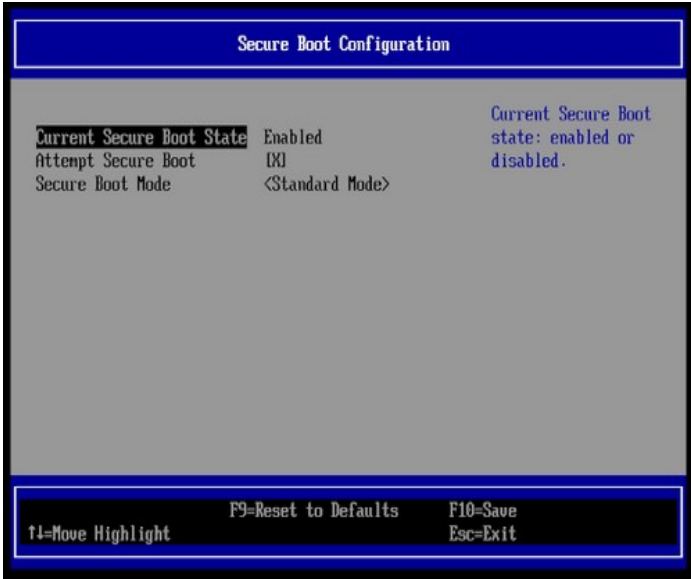 Secure Boot Configuration
Current Secure Boot State Enabled
Attempt Secure Boot [X]
Secure Boot Mode <Standard Mode>
Current Secure Boot
state: enabled or
disabled.
F9=Reset to Defaults F10=Save
↑↓=Move Highlight Esc=Exit